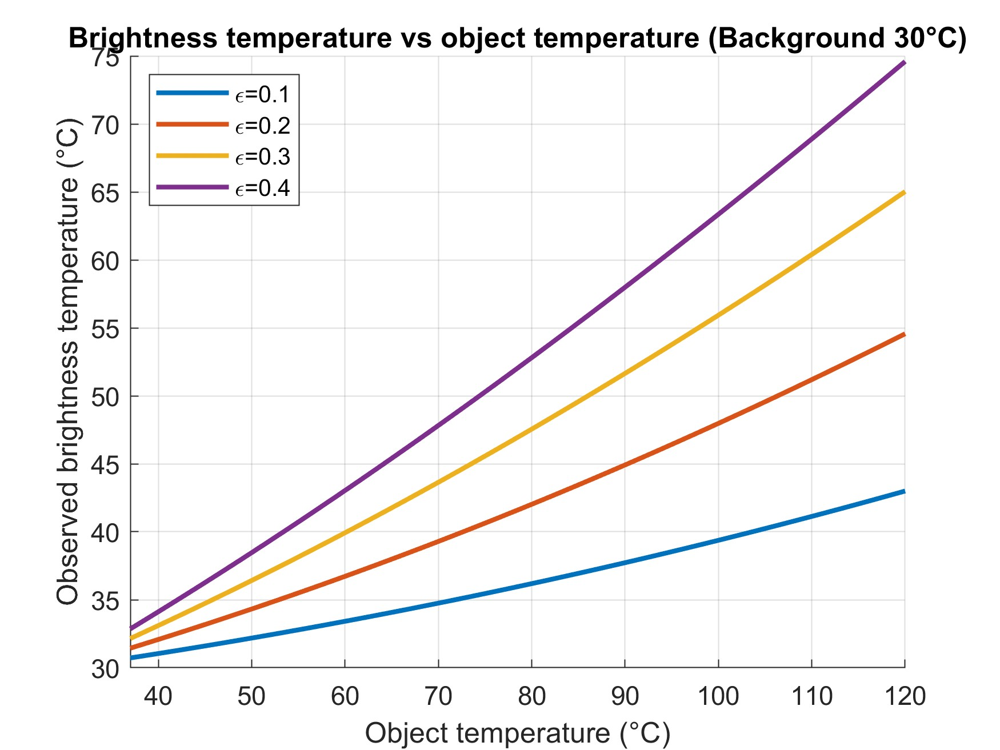 Brightness temperature vs object temperature (Background 30°C)
75
70
65
60
55
50
45
40
35
30
Observed brightness temperature (°C)
ϵ=0.1
ϵ=0.2
ϵ=0.3
ϵ=0.4
40 50 60 70 80 90 100 110 120
Object temperature (°C)